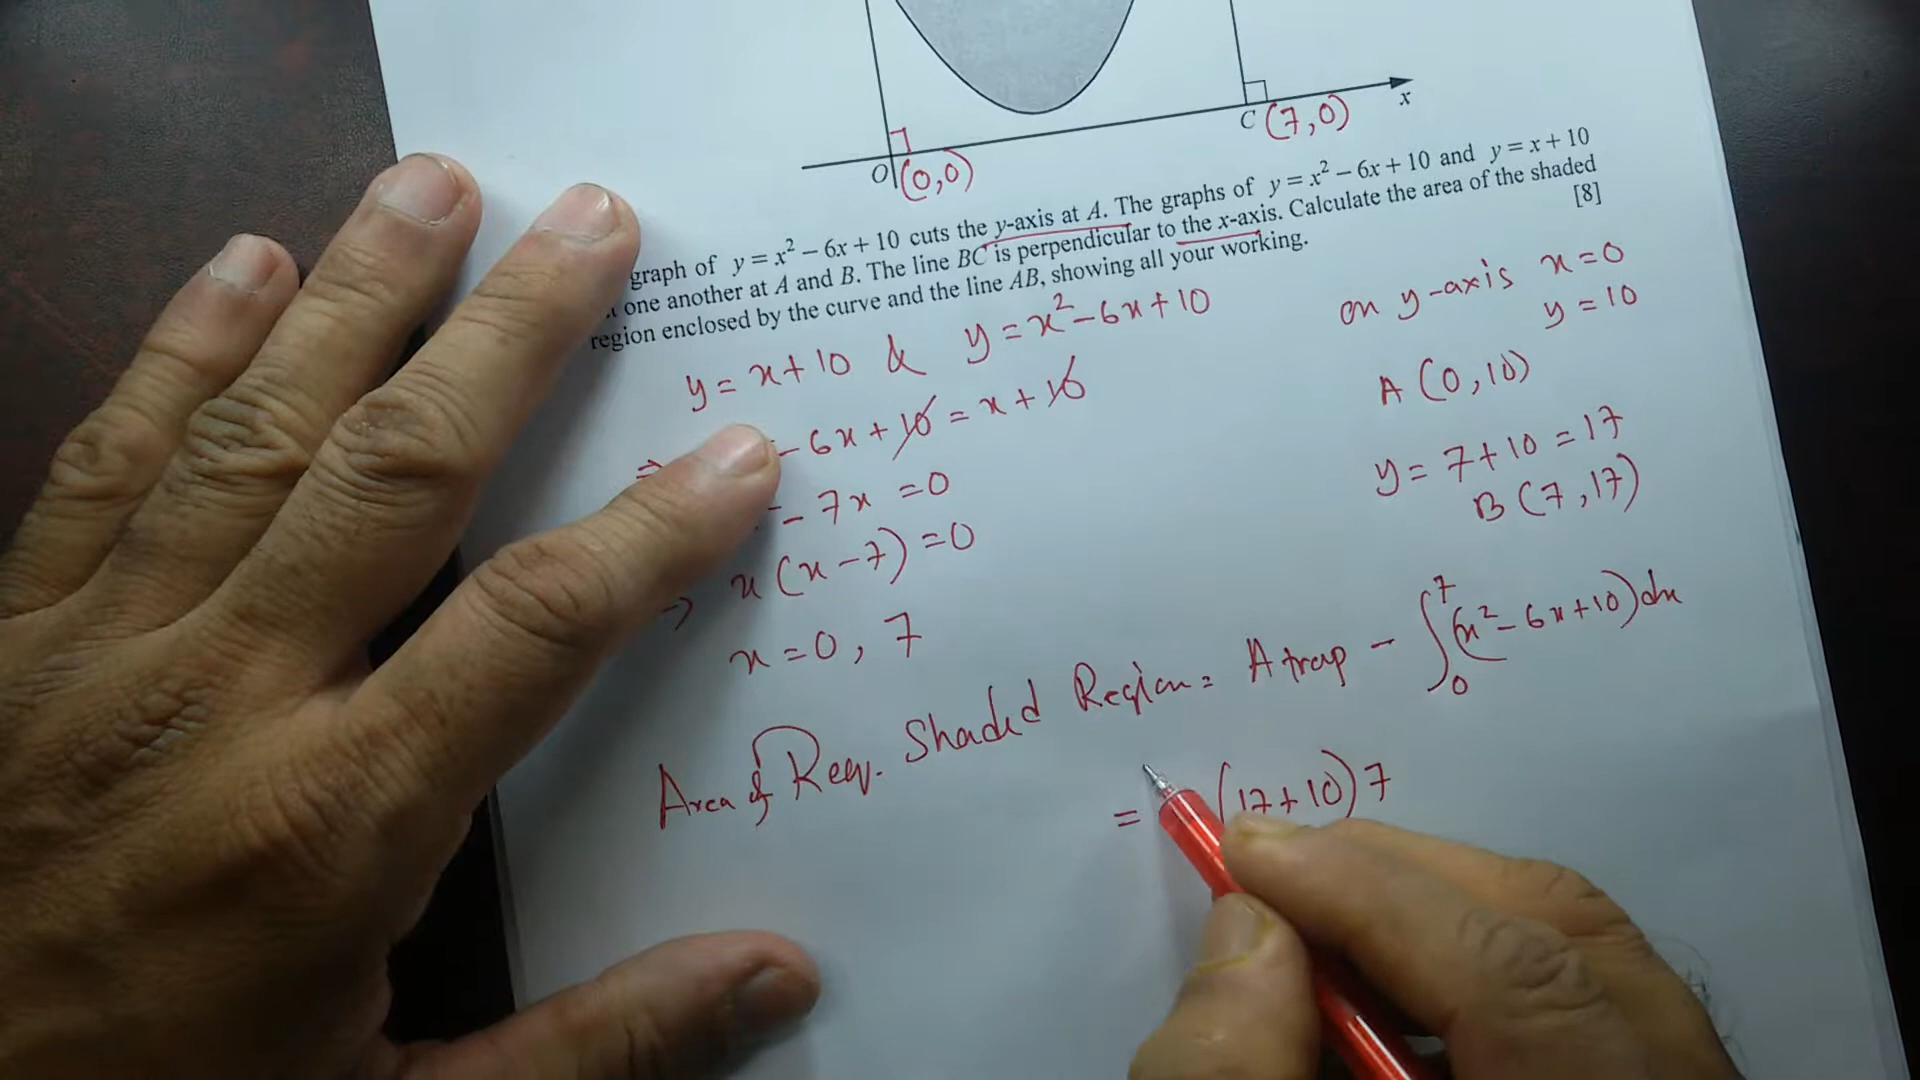 x
C (7,0)
O (0,0)
graph of y = x² − 6x + 10 cuts the y-axis at A. The graphs of y = x² − 6x + 10 and y = x + 10
one another at A and B. The line BC is perpendicular to the x-axis. Calculate the area of the shaded
region enclosed by the curve and the line AB, showing all your working. [8]
y = x+10 & y = x²−6x+10
− 6x + 10 = x + 10
− 7x = 0
x (x−7) = 0
x = 0, 7
on y-axis x = 0
y = 10
A (0,10)
y = 7+10 = 17
B (7,17)
Area of Req. Shaded Region = A trap − ∫₀⁷ (x²−6x+10) dx
= (17+10) 7